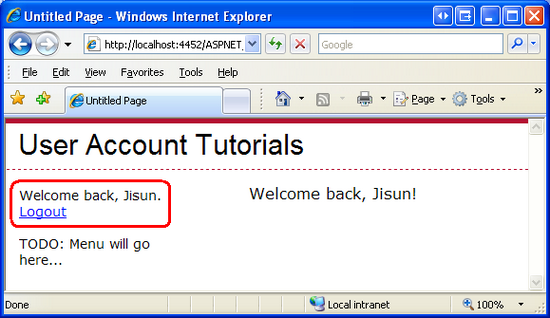 Untitled Page - Windows Internet Explorer
http://localhost:4452/ASPNET_
Google
File Edit View Favorites Tools Help
Untitled Page
Page Tools
User Account Tutorials
Welcome back, Jisun.
Welcome back, Jisun!
Logout
TODO: Menu will go
here...
Done
Local intranet
100%